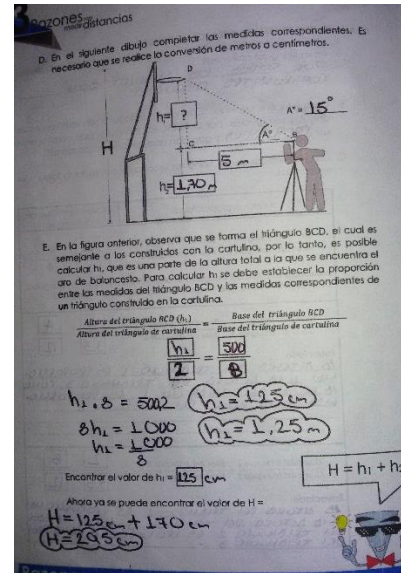 3
Razones para medir distancias
D. En el siguiente dibujo completar las medidas correspondientes. Es
necesario que se realice la conversión de metros a centímetros.
D
h= ?
A°= 15°
H
A°
C
B
5 m
h= 1,70 m
E. En la figura anterior, observa que se forma el triángulo BCD, el cual es
semejante a los construidos con la cartulina, por lo tanto, es posible
calcular h₁, que es una parte de la altura total a la que se encuentra el
aro de baloncesto. Para calcular h₁ se debe establecer la proporción
entre las medidas del triángulo BCD y las medidas correspondientes de
un triángulo construido en la cartulina.
Altura del triángulo BCD (h₁) = Base del triángulo BCD
Altura del triángulo de cartulina Base del triángulo de cartulina
h₁ = 500
2 8
h₁ . 8 = 500.2
h₁ = 125 cm
8h₁ = 1000
h₁ = 1,25 m
h₁ = 1000
8
Encontrar el valor de h₁ = 125 cm
H = h₁ + h
Ahora ya se puede encontrar el valor de H =
H = 125 cm + 170 cm
H = 295 cm